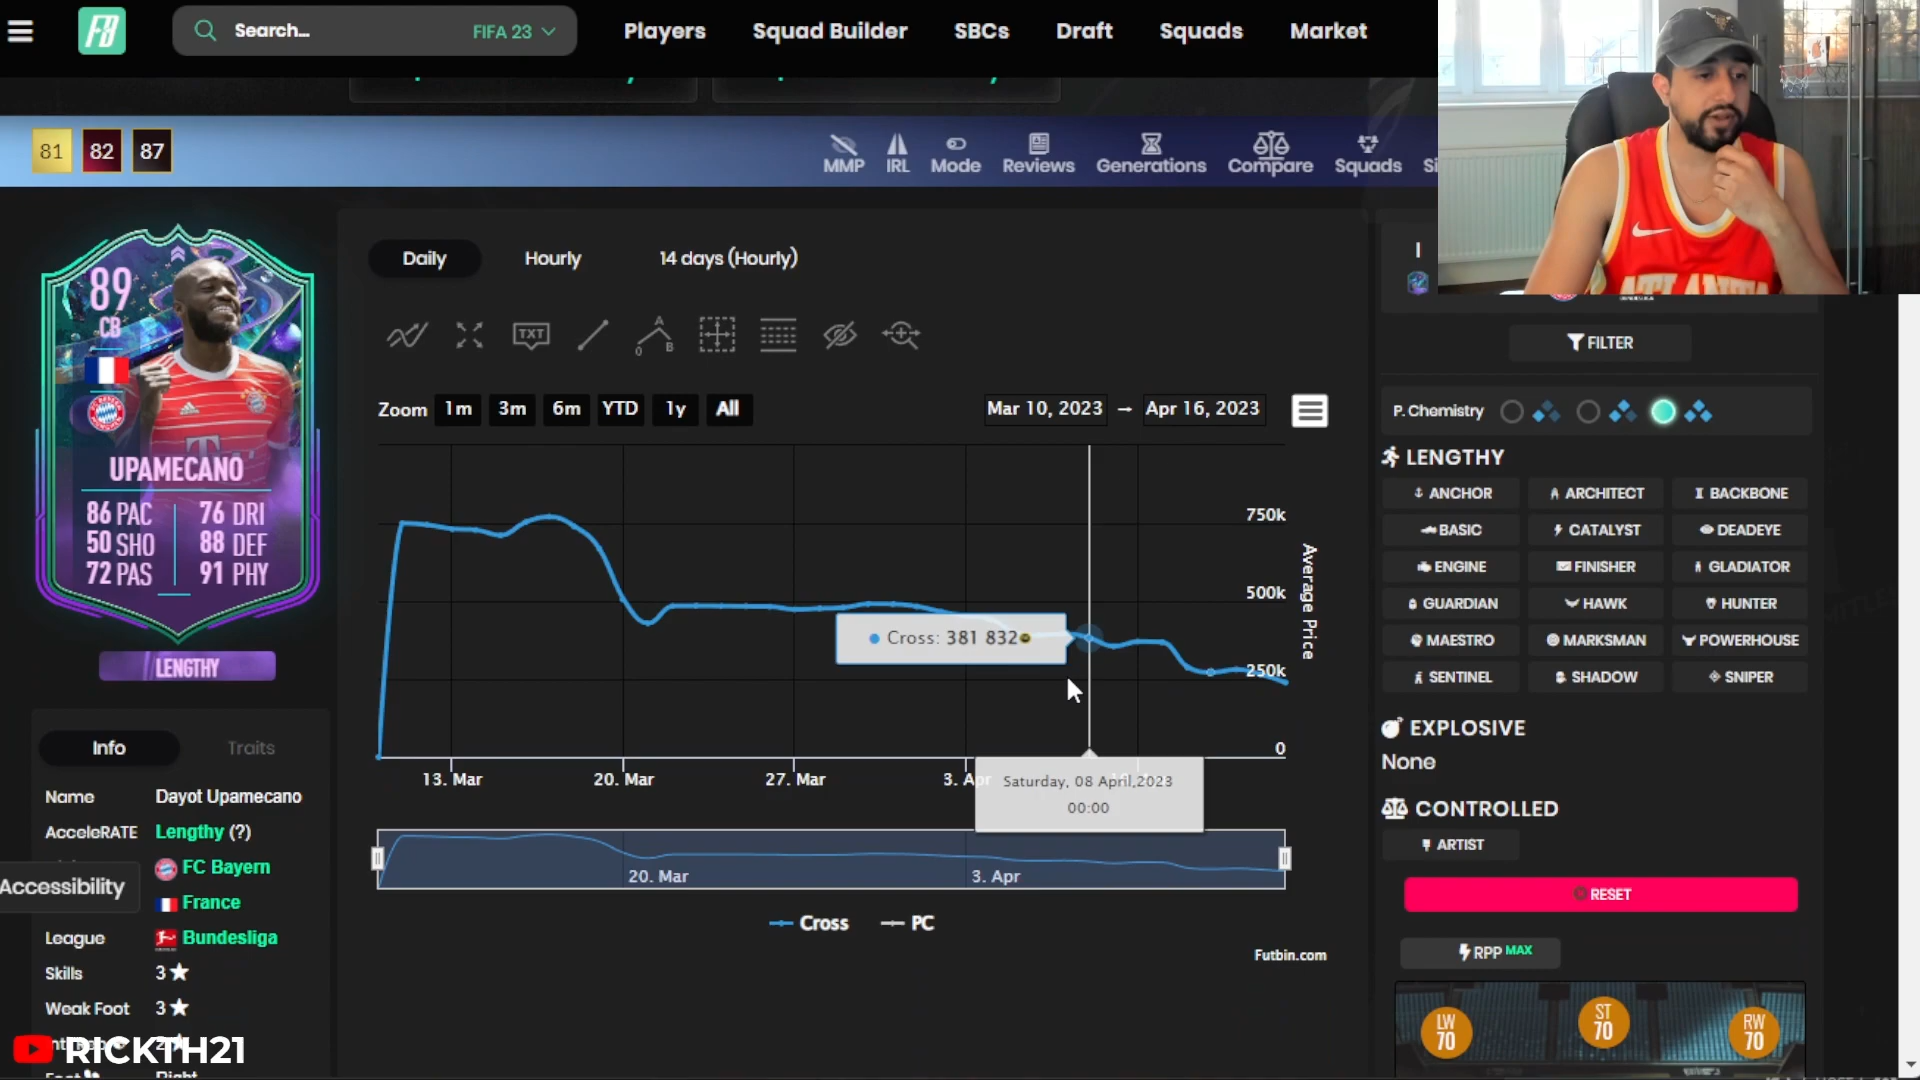 Search...
FIFA 23
Players
Squad Builder
SBCs
Draft
Squads
Market
81
82
87
MMP
IRL
Mode
Reviews
Generations
Compare
Squads
Si
89
CB
UPAMECANO
86 PAC
76 DRI
50 SHO
88 DEF
72 PAS
91 PHY
LENGTHY
Info
Traits
Name
Dayot Upamecano
AcceleRATE
Lengthy (?)
FC Bayern
Accessibility
France
League
Bundesliga
Skills
3
Weak Foot
3
RICKTH21
Foot
Right
Daily
Hourly
14 days (Hourly)
TXT
A
0 B
Zoom
1m
3m
6m
YTD
1y
All
Mar 10, 2023
→
Apr 16, 2023
750k
500k
250k
0
Average Price
Cross: 381 832
13. Mar
20. Mar
27. Mar
3. Ap
Saturday, 08 April,2023
00:00
20. Mar
3. Apr
Cross
PC
Futbin.com
ATLANTA
FILTER
P. Chemistry
LENGTHY
ANCHOR
ARCHITECT
BACKBONE
BASIC
CATALYST
DEADEYE
ENGINE
FINISHER
GLADIATOR
GUARDIAN
HAWK
HUNTER
MAESTRO
MARKSMAN
POWERHOUSE
SENTINEL
SHADOW
SNIPER
EXPLOSIVE
None
CONTROLLED
ARTIST
RESET
RPP MAX
LW
70
ST
70
RW
70